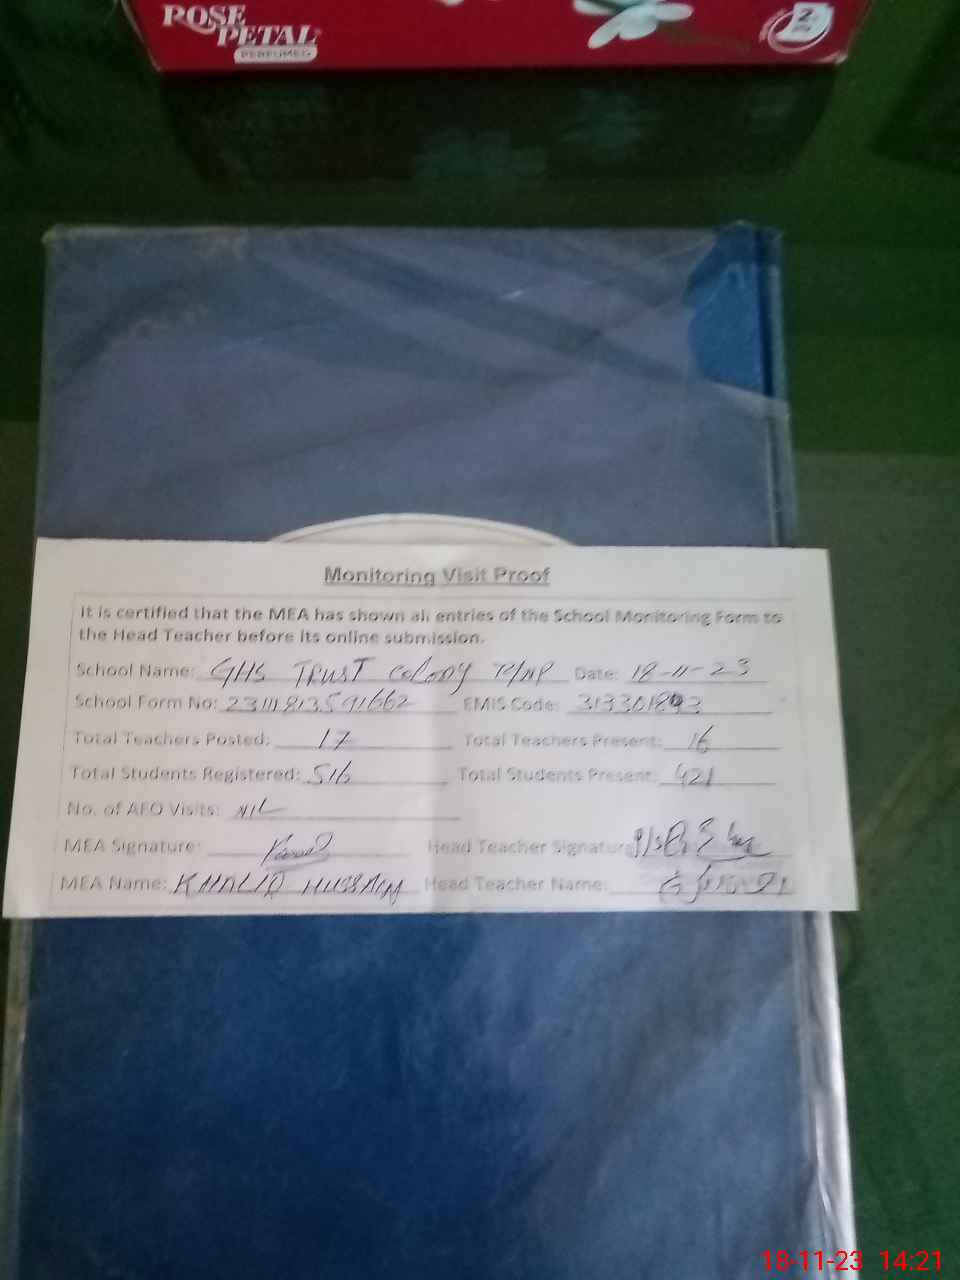 ROSE
PETAL
PERFUMED
2
Monitoring Visit Proof
It is certified that the MEA has shown all entries of the School Monitoring Form to
the Head Teacher before its online submission.
School Name: GHS TRUST Colony Date: 18-11-23
School Form No: 23111813591662 EMIS Code:
Total Teachers Posted: 17 Total Teachers Present: 16
Total Students Registered: 516 Total Students Present: 421
No. of AEO Visits: NIL
MEA Signature: Head Teacher Signature
MEA Name: KHALID HUSSAIN Head Teacher Name:
18-11-23 14:21